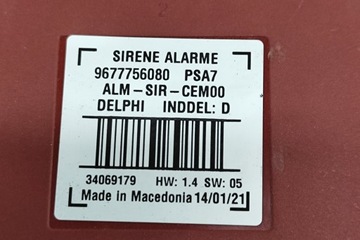 SIRENE ALARME
9677756080 PSA7
ALM-SIR-CEM00
DELPHI INDDEL: D
34069179 HW: 1.4 SW: 05
Made in Macedonia 14/01/21